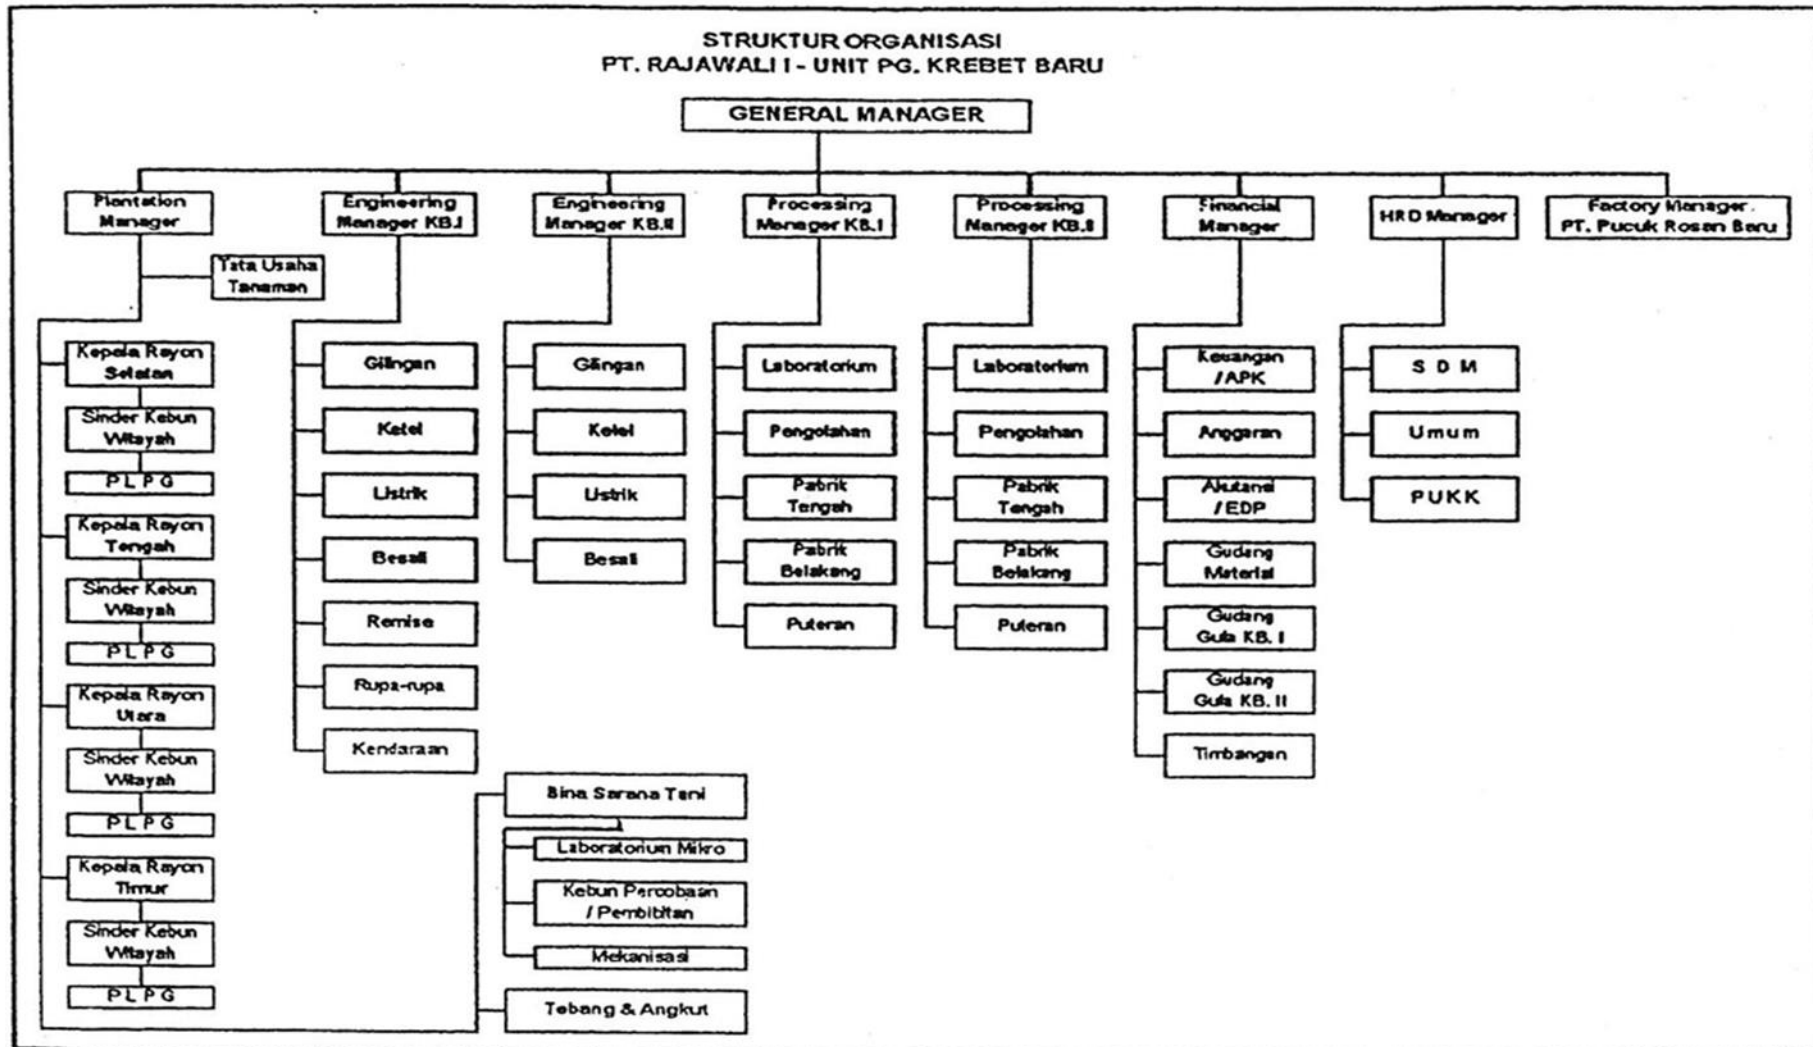 STRUKTUR ORGANISASI
PT. RAJAWALI I - UNIT PG. KREBET BARU
GENERAL MANAGER
Plantation
Manager
Engineering
Manager KB.I
Engineering
Manager KB.II
Processing
Manager KB.I
Processing
Manager KB.II
Financial
Manager
HRD Manager
Factory Manager.
PT. Pucuk Rosan Baru
Tata Usaha
Tanaman
Kepala Rayon
Selatan
Sinder Kebun
Wilayah
P L P G
Kepala Rayon
Tengah
Sinder Kebun
Wilayah
P L P G
Kepala Rayon
Utara
Sinder Kebun
Wilayah
P L P G
Kepala Rayon
Timur
Sinder Kebun
Wilayah
P L P G
Gilingan
Ketel
Listrik
Besali
Remise
Rupa-rupa
Kendaraan
Gilingan
Ketel
Listrik
Besali
Laboratorium
Pengolahan
Pabrik
Tengah
Pabrik
Belakang
Puteran
Laboratorium
Pengolahan
Pabrik
Tengah
Pabrik
Belakang
Puteran
Keuangan
/ APK
Anggaran
Akutansi
/ EDP
Gudang
Material
Gudang
Gula KB. I
Gudang
Gula KB. II
Timbangan
S D M
Umum
PUKK
Bina Sarana Tani
Laboratorium Mikro
Kebun Percobaan
/ Pembibitan
Mekanisasi
Tebang & Angkut